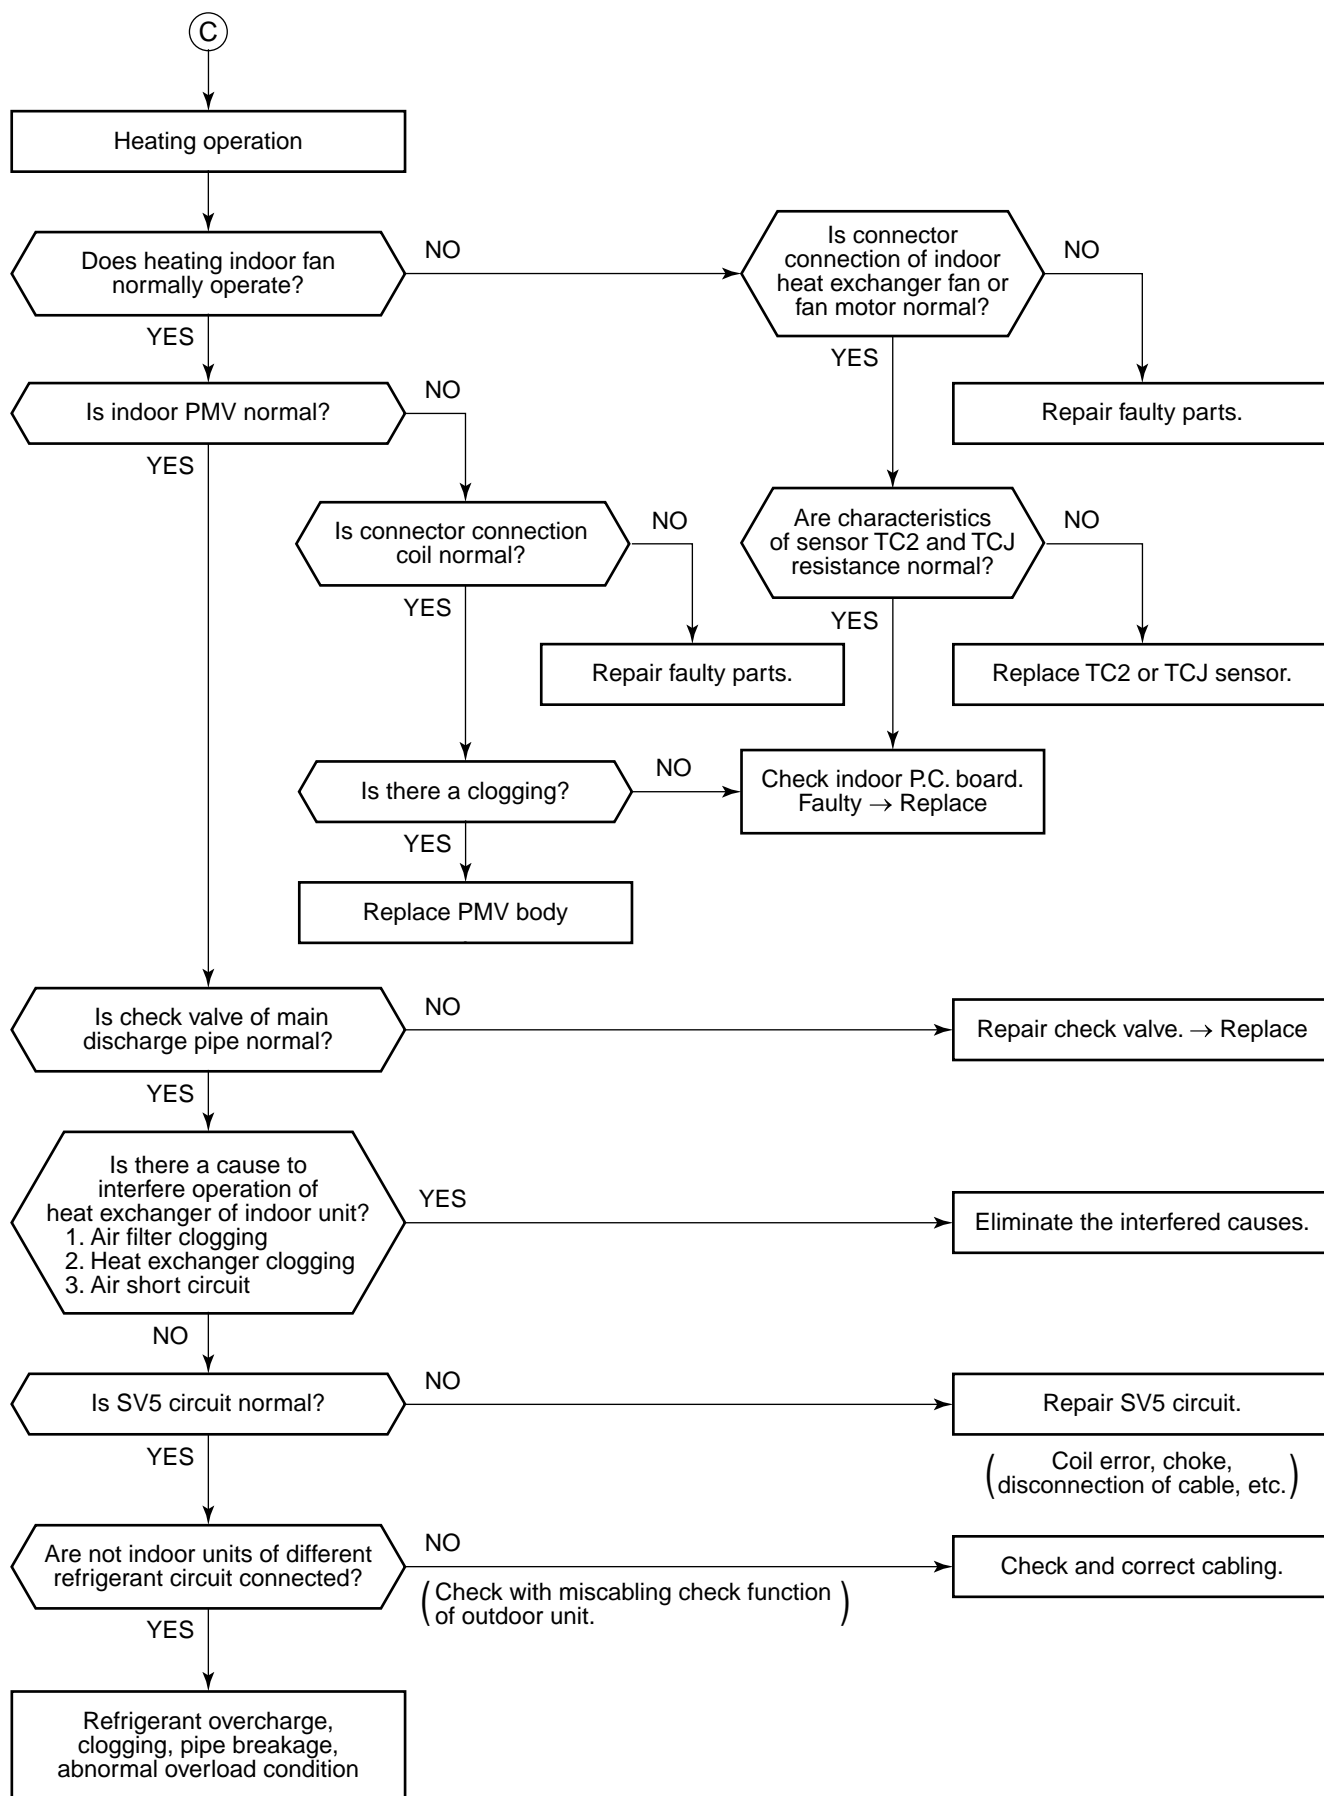 C
Heating operation
Does heating indoor fan
normally operate?
NO
YES
Is connector
connection of indoor
heat exchanger fan or
fan motor normal?
NO
YES
Repair faulty parts.
Is indoor PMV normal?
NO
YES
Is connector connection
coil normal?
NO
YES
Repair faulty parts.
Are characteristics
of sensor TC2 and TCJ
resistance normal?
NO
YES
Replace TC2 or TCJ sensor.
Is there a clogging?
NO
YES
Check indoor P.C. board.
Faulty → Replace
Replace PMV body
Is check valve of main
discharge pipe normal?
NO
YES
Repair check valve. → Replace
Is there a cause to
interfere operation of
heat exchanger of indoor unit?
1. Air filter clogging
2. Heat exchanger clogging
3. Air short circuit
YES
NO
Eliminate the interfered causes.
Is SV5 circuit normal?
NO
YES
Repair SV5 circuit.
(Coil error, choke,
disconnection of cable, etc.)
Are not indoor units of different
refrigerant circuit connected?
NO
(Check with miscabling check function
of outdoor unit.)
YES
Check and correct cabling.
Refrigerant overcharge,
clogging, pipe breakage,
abnormal overload condition